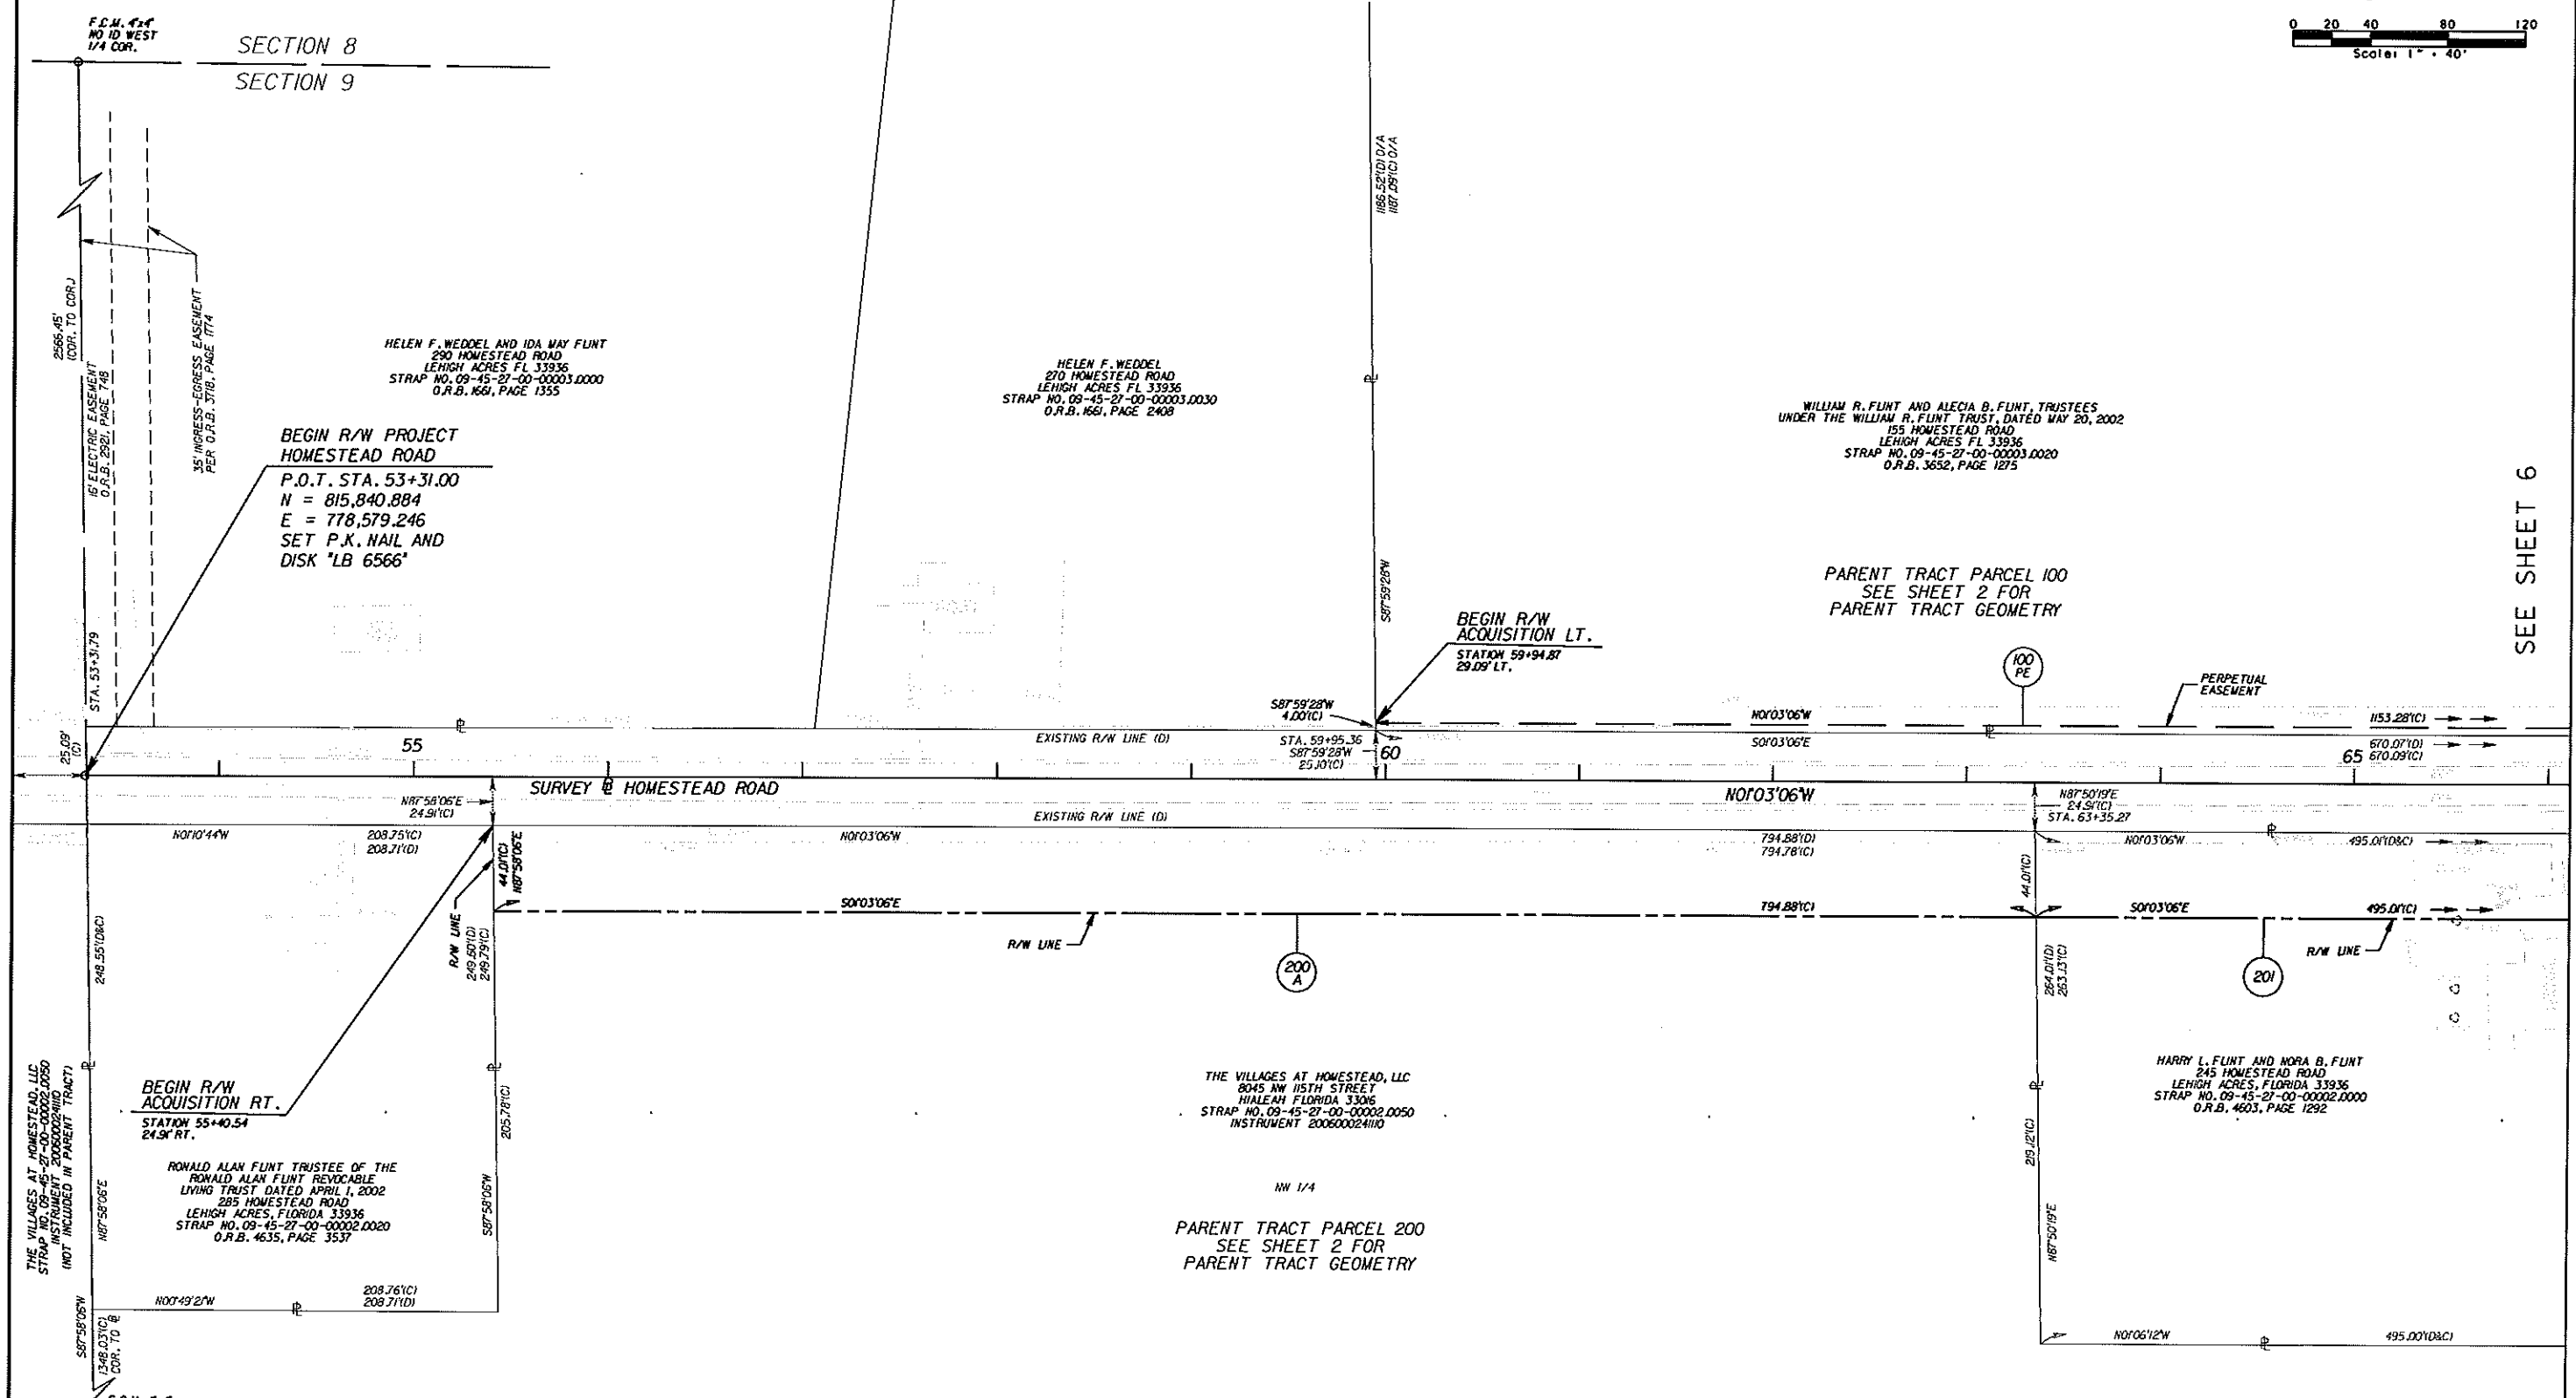 F.C.M. 4"x4"
NO ID WEST
1/4 COR.
SECTION 8
SECTION 9
0 20 40 80 120
Scale: 1" = 40'
2566.45'
(COR. TO COR.)
16' ELECTRIC EASEMENT
O.R.B. 2921, PAGE 748
35' INGRESS-EGRESS EASEMENT
PER O.R.B. 3718, PAGE 1774
STA. 53+31.79
HELEN F. WEDDEL AND IDA MAY FLINT
290 HOMESTEAD ROAD
LEHIGH ACRES FL 33936
STRAP NO. 09-45-27-00-00003.0000
O.R.B. 1661, PAGE 1355
BEGIN R/W PROJECT
HOMESTEAD ROAD
P.O.T. STA. 53+31.00
N = 815,840.884
E = 778,579.246
SET P.K. NAIL AND
DISK "LB 6566"
HELEN F. WEDDEL
270 HOMESTEAD ROAD
LEHIGH ACRES FL 33936
STRAP NO. 09-45-27-00-00003.0030
O.R.B. 1661, PAGE 2408
1186.52'(D) O/A
1187.09'(C) O/A
S87°59'28"W
WILLIAM R. FLINT AND ALECIA B. FLINT, TRUSTEES
UNDER THE WILLIAM R. FLINT TRUST, DATED MAY 20, 2002
155 HOMESTEAD ROAD
LEHIGH ACRES FL 33936
STRAP NO. 09-45-27-00-00003.0020
O.R.B. 3652, PAGE 1275
PARENT TRACT PARCEL 100
SEE SHEET 2 FOR
PARENT TRACT GEOMETRY
SEE SHEET 6
BEGIN R/W
ACQUISITION LT.
STATION 59+94.87
29.09' LT.
100
PE
PERPETUAL
EASEMENT
S87°59'28"W
4.00'(C)
N01°03'06"W
1153.28'(C)
EXISTING R/W LINE (D)
STA. 59+95.36
S87°59'28"W
25.10'(C)
S01°03'06"E
670.07'(D)
670.09'(C)
25.09'
(C)
55
60
65
SURVEY ℄ HOMESTEAD ROAD
N01°03'06"W
N87°58'06"E
24.91'(C)
N87°50'19"E
24.91'(C)
STA. 63+35.27
EXISTING R/W LINE (D)
N01°10'44"W
208.75'(C)
208.71'(D)
N01°03'06"W
794.88'(D)
794.78'(C)
N01°03'06"W
495.01'(D&C)
44.01'(C)
N87°58'06"E
44.01'(C)
S01°03'06"E
794.88'(C)
S01°03'06"E
495.01'(C)
R/W LINE
249.60'(D)
249.79'(C)
R/W LINE
200
A
201
R/W LINE
248.55'(D&C)
264.01'(D)
263.13'(C)
BEGIN R/W
ACQUISITION RT.
STATION 55+40.54
24.91' RT.
205.78'(C)
S87°58'06"W
THE VILLAGES AT HOMESTEAD, LLC
STRAP NO. 09-45-27-00-00002.0050
INSTRUMENT 2006000241110
(NOT INCLUDED IN PARENT TRACT)
N87°58'06"E
RONALD ALAN FLINT TRUSTEE OF THE
RONALD ALAN FLINT REVOCABLE
LIVING TRUST DATED APRIL 1, 2002
285 HOMESTEAD ROAD
LEHIGH ACRES, FLORIDA 33936
STRAP NO. 09-45-27-00-00002.0020
O.R.B. 4635, PAGE 3537
THE VILLAGES AT HOMESTEAD, LLC
8045 NW 115TH STREET
HIALEAH FLORIDA 33016
STRAP NO. 09-45-27-00-00002.0050
INSTRUMENT 2006000241110
NW 1/4
PARENT TRACT PARCEL 200
SEE SHEET 2 FOR
PARENT TRACT GEOMETRY
HARRY L. FLINT AND NORA B. FLINT
245 HOMESTEAD ROAD
LEHIGH ACRES, FLORIDA 33936
STRAP NO. 09-45-27-00-00002.0000
O.R.B. 4603, PAGE 1292
219.12'(C)
N87°50'19"E
N00°49'21"W
208.76'(C)
208.71'(D)
S87°58'06"W
1348.03'(C)
COR. TO ℄
N01°06'12"W
495.00'(D&C)